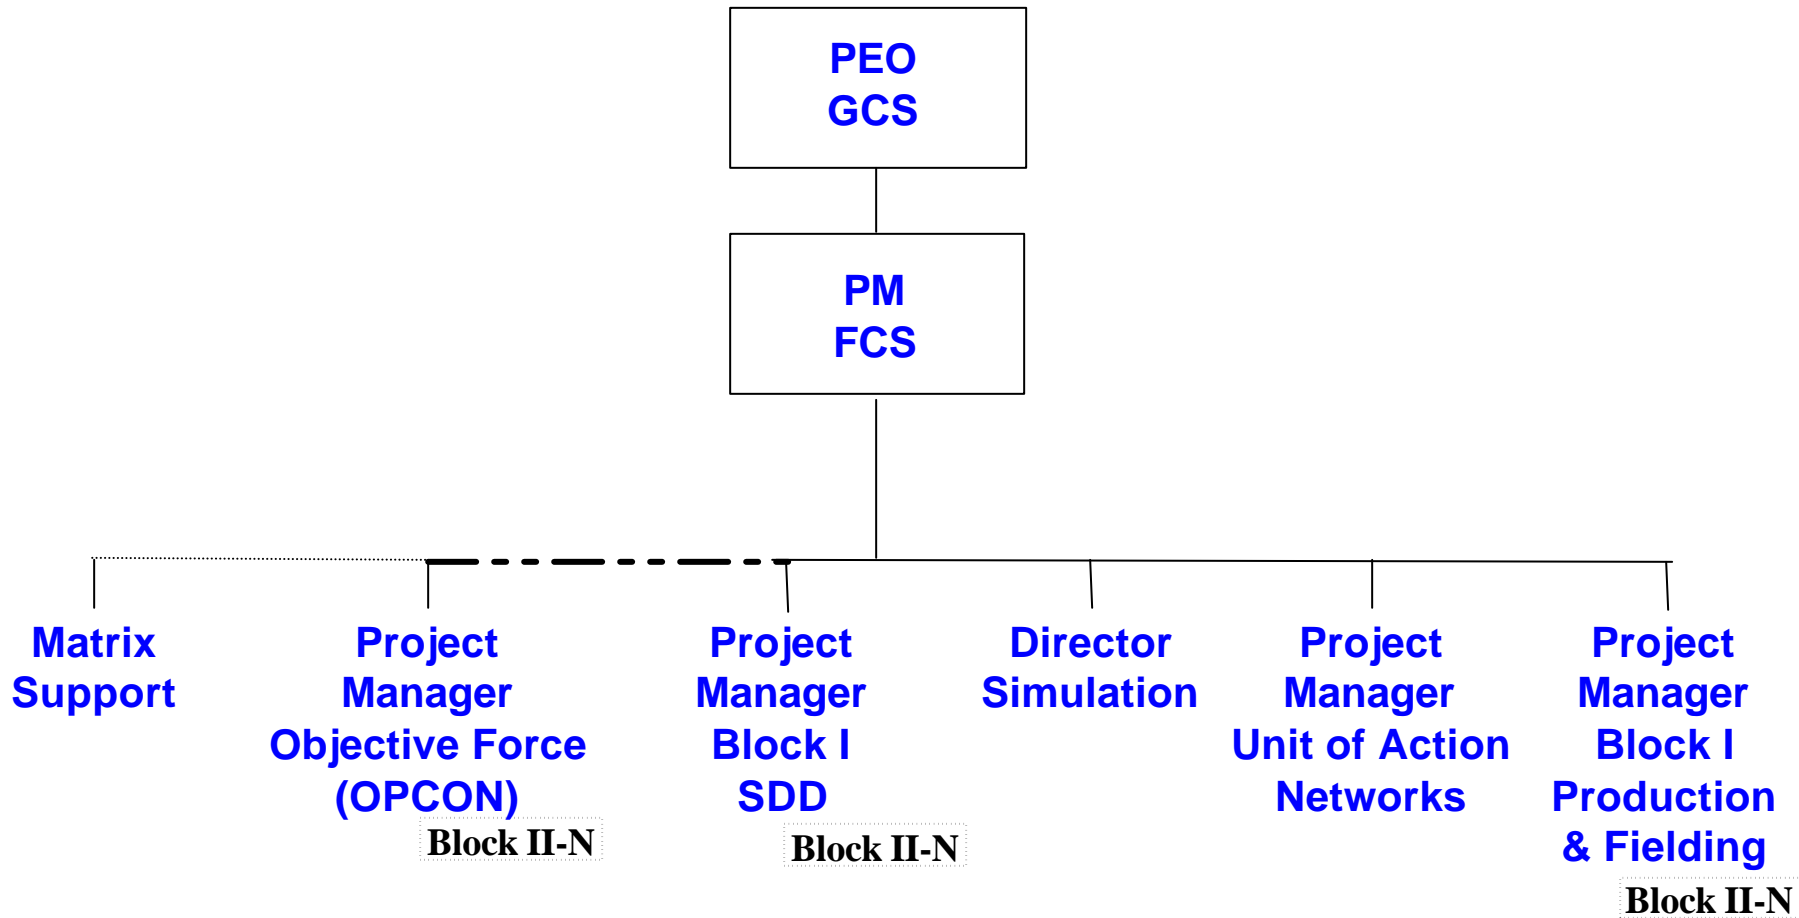 PEO
GCS
PM
FCS
Matrix
Support
Project
Manager
Objective Force
(OPCON)
Block II-N
Project
Manager
Block I
SDD
Block II-N
Director
Simulation
Project
Manager
Unit of Action
Networks
Project
Manager
Block I
Production
& Fielding
Block II-N